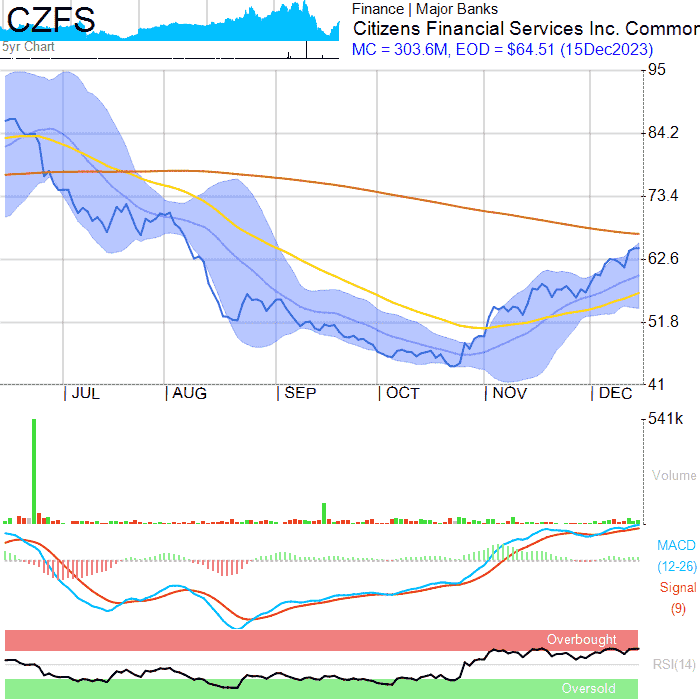 CZFS
5yr Chart
Finance | Major Banks
Citizens Financial Services Inc. Common
MC = 303.6M, EOD = $64.51 (15Dec2023)
95
84.2
73.4
62.6
51.8
41
JUL
AUG
SEP
OCT
NOV
DEC
541k
Volume
MACD
(12-26)
Signal
(9)
Overbought
RSI(14)
Oversold